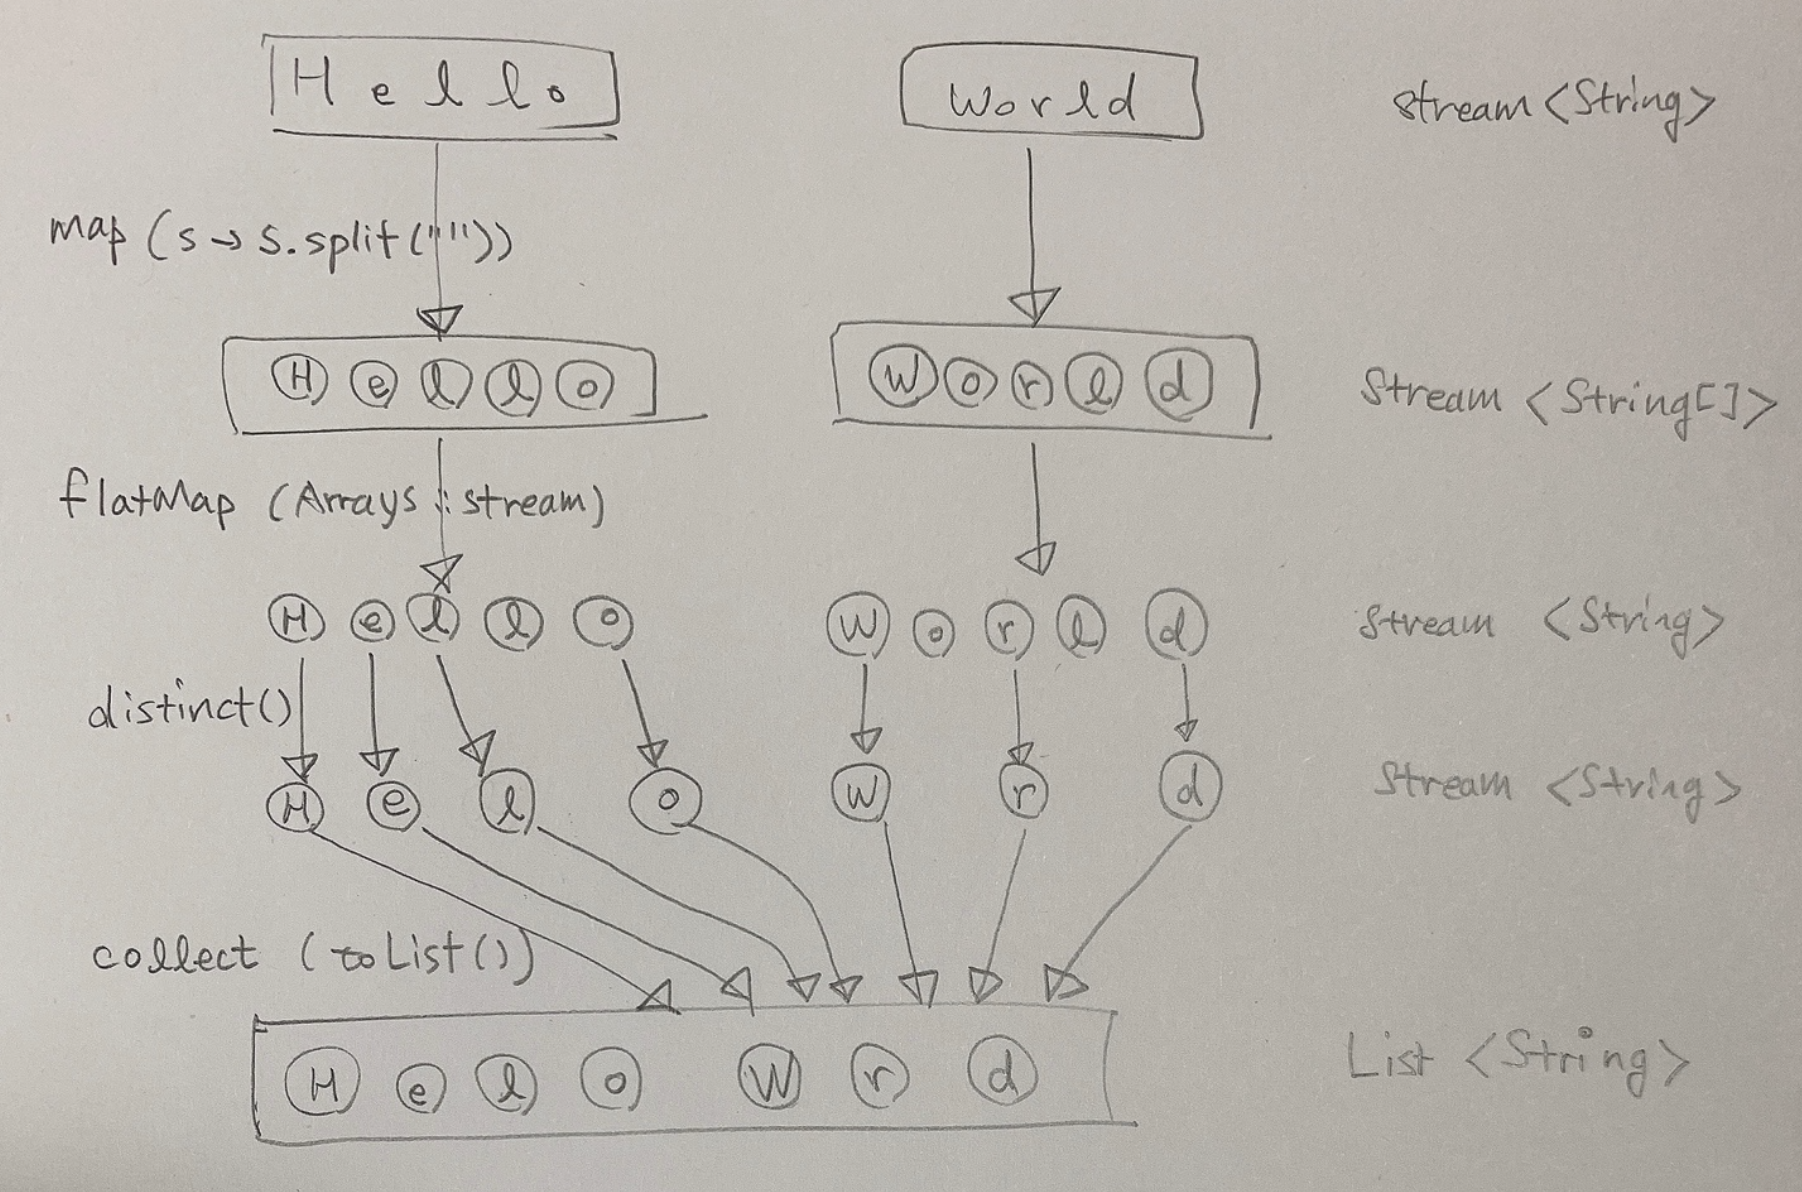 Hello World Stream<String>
map (s → s.split(""))
H e l l o W o r l d Stream <String[]>
flatMap (Arrays::stream)
H e l l o W o r l d Stream <String>
distinct()
H e l o W r d Stream <String>
collect (toList())
H e l o W r d List <String>